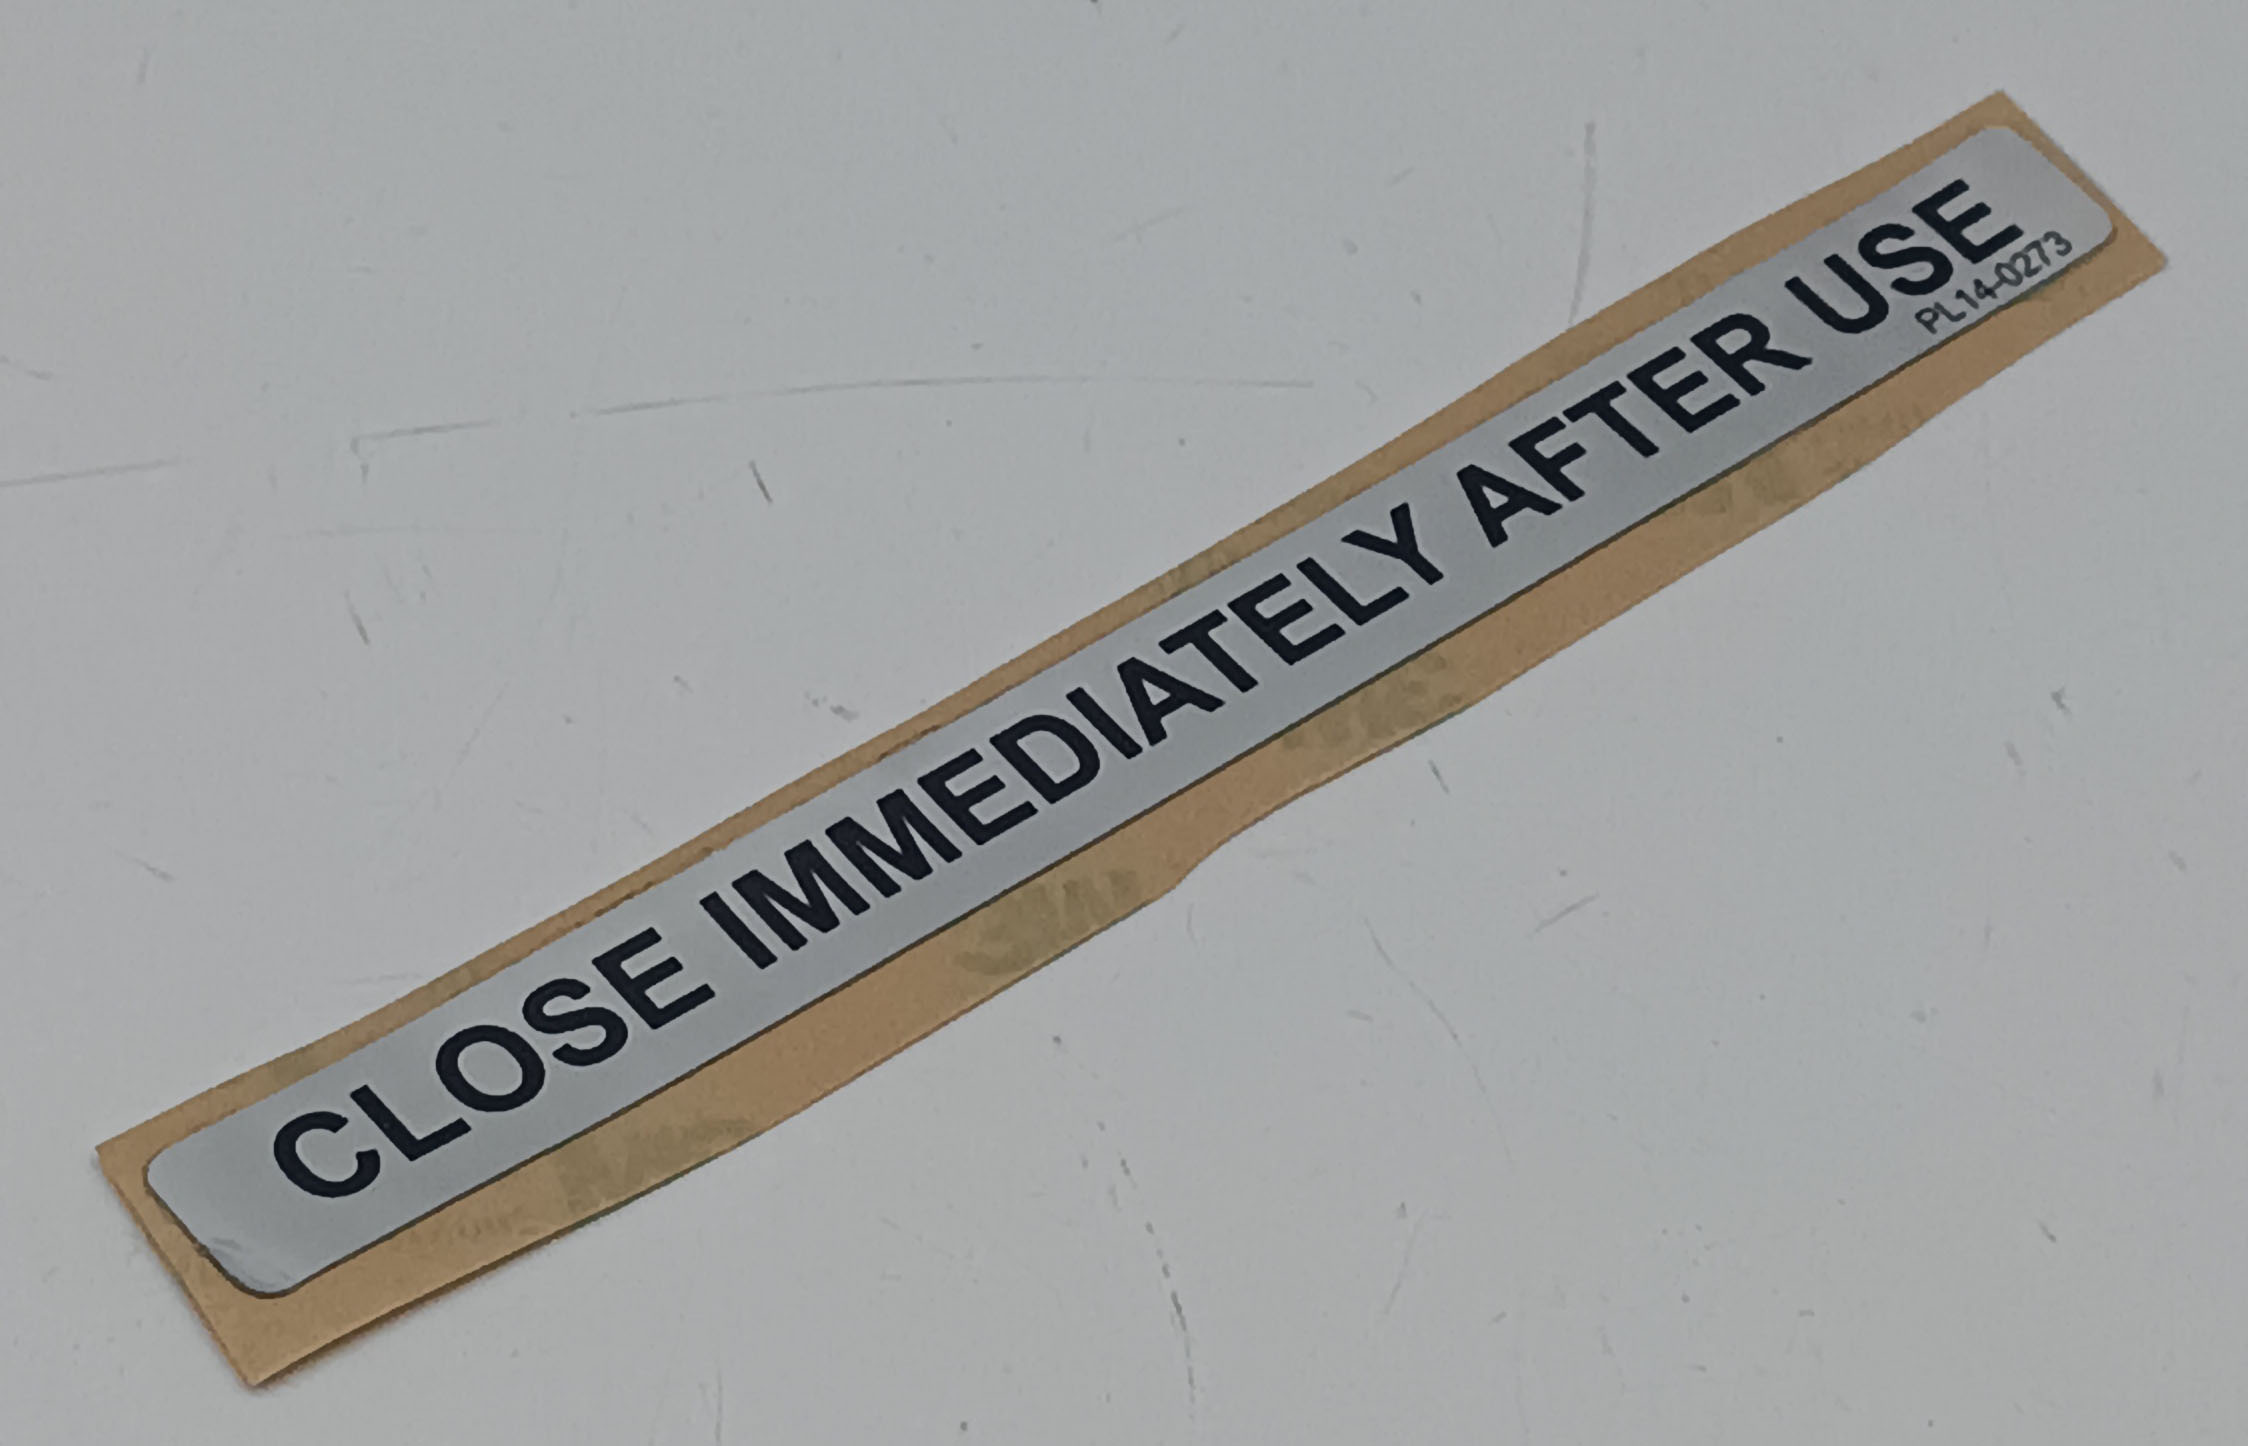 CLOSE IMMEDIATELY AFTER USE
PL14-0273